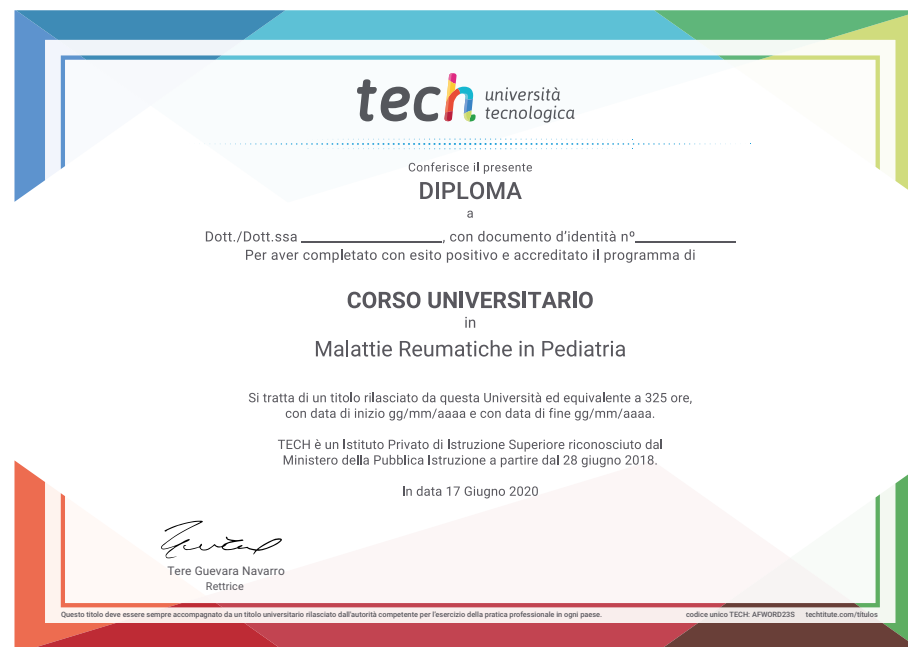 tech università
tecnologica
Conferisce il presente
DIPLOMA
a
Dott./Dott.ssa ____________________, con documento d'identità nº______________
Per aver completato con esito positivo e accreditato il programma di
CORSO UNIVERSITARIO
in
Malattie Reumatiche in Pediatria
Si tratta di un titolo rilasciato da questa Università ed equivalente a 325 ore,
con data di inizio gg/mm/aaaa e con data di fine gg/mm/aaaa.
TECH è un Istituto Privato di Istruzione Superiore riconosciuto dal
Ministero della Pubblica Istruzione a partire dal 28 giugno 2018.
In data 17 Giugno 2020
Tere Guevara Navarro
Rettrice
Questo titolo deve essere sempre accompagnato da un titolo universitario rilasciato dall'autorità competente per l'esercizio della pratica professionale in ogni paese. codice unico TECH: AFWORD23S techtitute.com/titulos